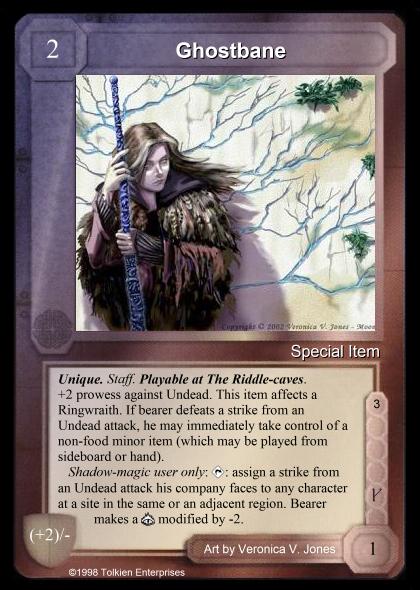 2
Ghostbane
Copyright © 2002 Veronica V. Jones - Moon
Special Item
Unique. Staff. Playable at The Riddle-caves.
+2 prowess against Undead. This item affects a
Ringwraith. If bearer defeats a strike from an
Undead attack, he may immediately take control of a
non-food minor item (which may be played from
sideboard or hand).
Shadow-magic user only: : assign a strike from
an Undead attack his company faces to any character
at a site in the same or an adjacent region. Bearer
makes a modified by -2.
3
(+2)/-
Art by Veronica V. Jones
1
©1998 Tolkien Enterprises